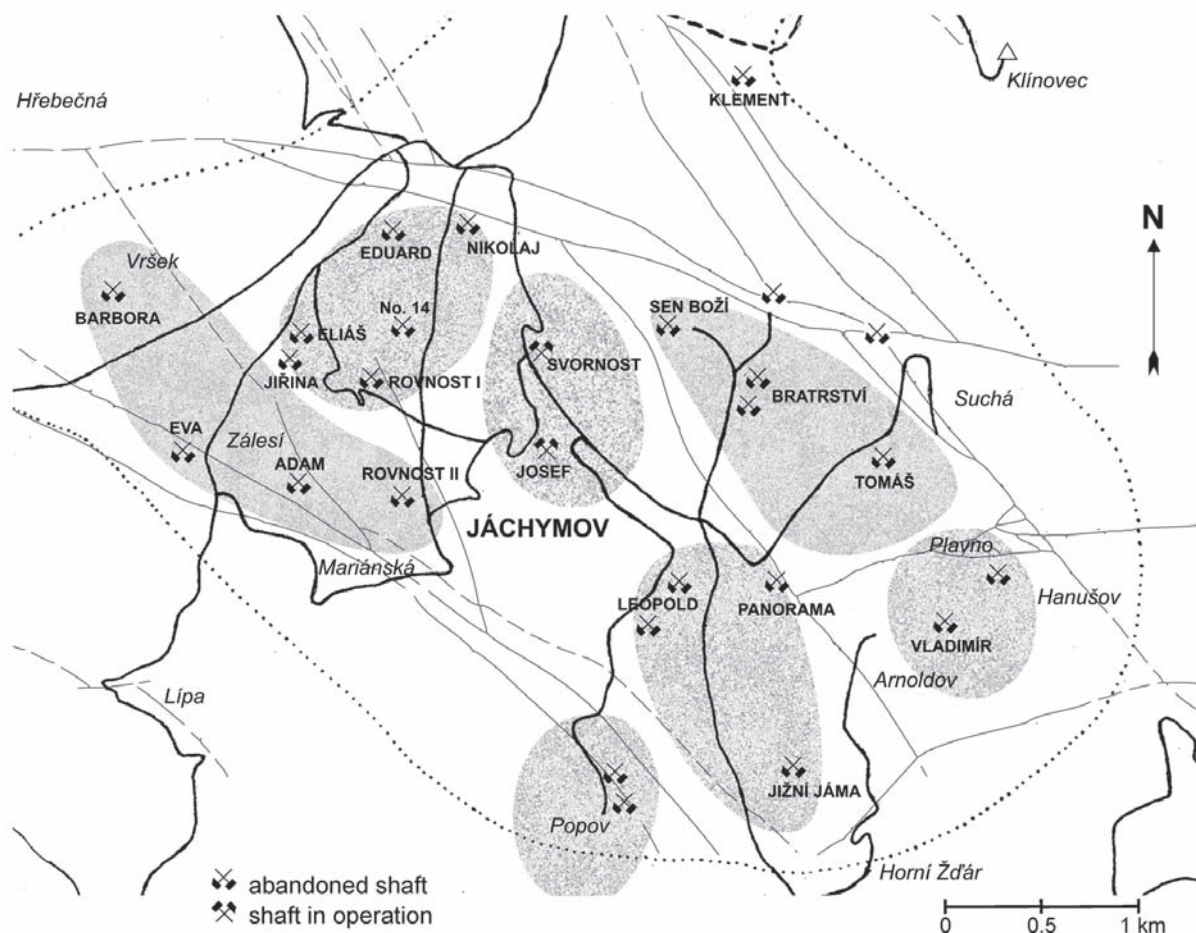 Klínovec
KLEMENT
Hřebečná
N
NIKOLAJ
EDUARD
Vršek
No. 14
SEN BOŽÍ
BARBORA
ELIÁŠ
SVORNOST
JIŘINA
ROVNOST I
BRATRSTVÍ
Suchá
EVA
Zálesí
ADAM
ROVNOST II
JOSEF
TOMÁŠ
JÁCHYMOV
Plavno
Mariánská
Hanušov
LEOPOLD
PANORAMA
VLADIMÍR
Arnoldov
Lípa
JIŽNÍ JÁMA
Popov
Horní Žďár
abandoned shaft
shaft in operation
0 0.5 1 km